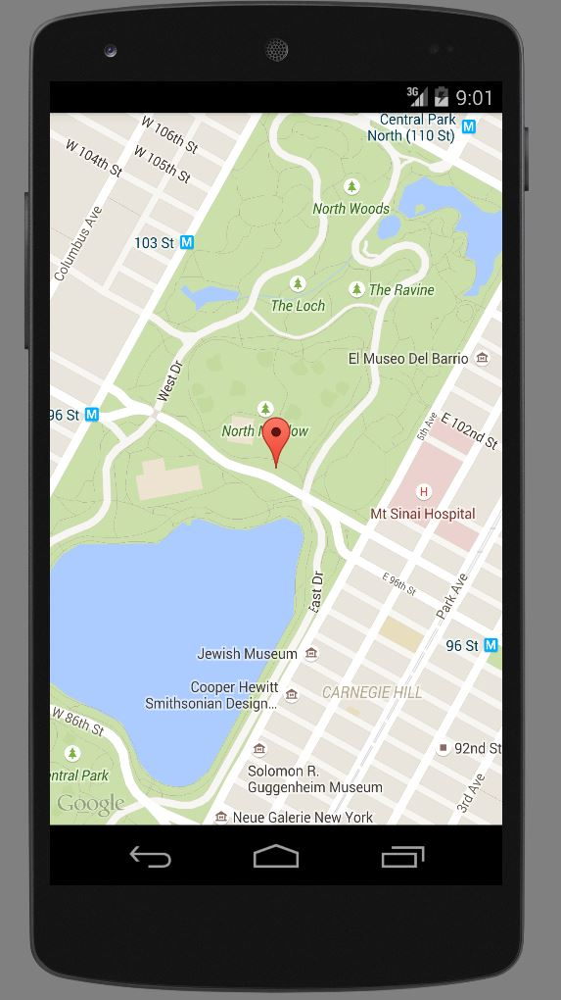 3G
9:01
W 106th St
Central Park
North (110 St)
M
W 104th St
W 105th St
North Woods
Columbus Ave
103 St
M
The Loch
The Ravine
El Museo Del Barrio
West Dr
96 St
M
5th Ave
E 102nd St
H
Mt Sinai Hospital
East Dr
E 96th St
Park Ave
Jewish Museum
96 St
M
Cooper Hewitt
Smithsonian Design...
CARNEGIE HILL
W 86th St
92nd St
entral Park
Solomon R.
Guggenheim Museum
3rd Ave
Google
Neue Galerie New York
North